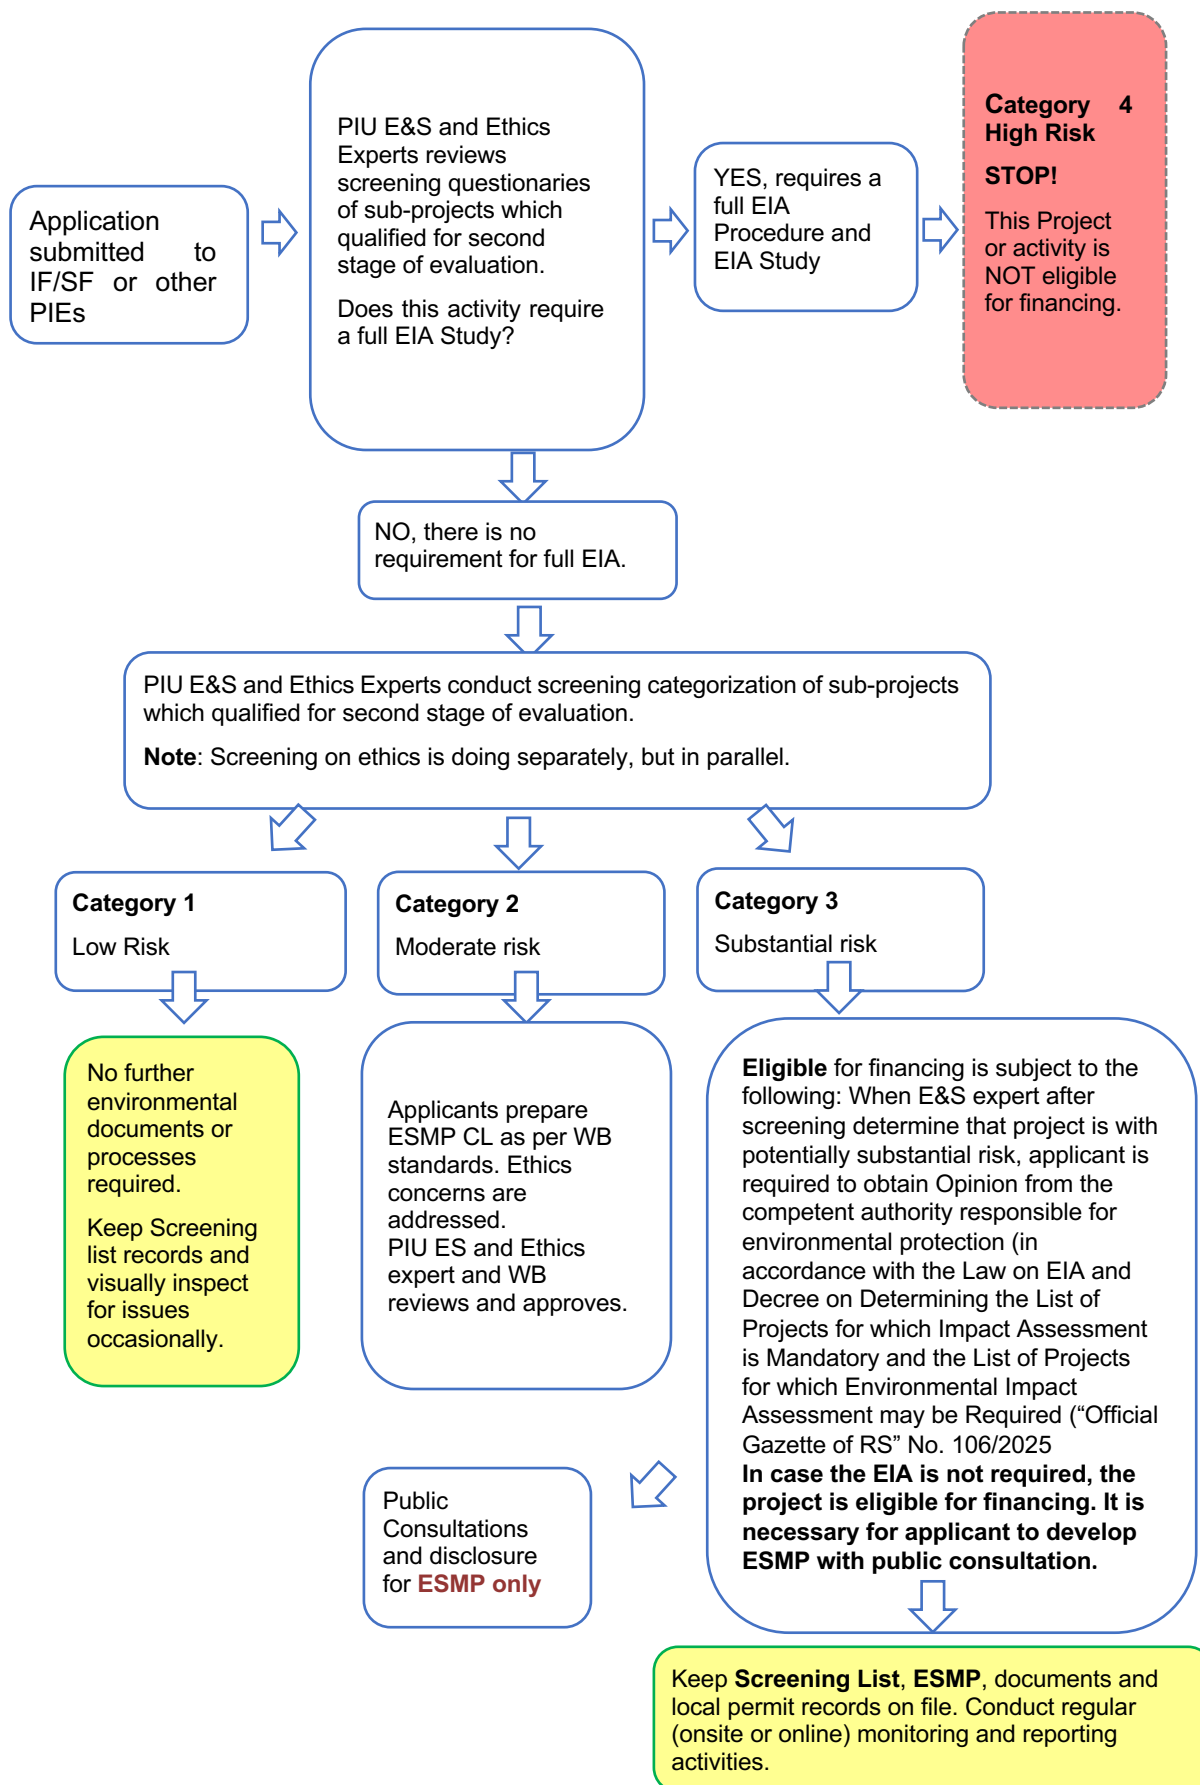 Application
submitted to
IF/SF or other
PIEs
PIU E&S and Ethics
Experts reviews
screening questionaries
of sub-projects which
qualified for second
stage of evaluation.
Does this activity require
a full EIA Study?
YES, requires a
full EIA
Procedure and
EIA Study
Category 4
High Risk
STOP!
This Project
or activity is
NOT eligible
for financing.
NO, there is no
requirement for full EIA.
PIU E&S and Ethics Experts conduct screening categorization of sub-projects
which qualified for second stage of evaluation.
Note: Screening on ethics is doing separately, but in parallel.
Category 1
Low Risk
Category 2
Moderate risk
Category 3
Substantial risk
No further
environmental
documents or
processes
required.
Keep Screening
list records and
visually inspect
for issues
occasionally.
Applicants prepare
ESMP CL as per WB
standards. Ethics
concerns are
addressed.
PIU ES and Ethics
expert and WB
reviews and approves.
Eligible for financing is subject to the
following: When E&S expert after
screening determine that project is with
potentially substantial risk, applicant is
required to obtain Opinion from the
competent authority responsible for
environmental protection (in
accordance with the Law on EIA and
Decree on Determining the List of
Projects for which Impact Assessment
is Mandatory and the List of Projects
for which Environmental Impact
Assessment may be Required (“Official
Gazette of RS” No. 106/2025
In case the EIA is not required, the
project is eligible for financing. It is
necessary for applicant to develop
ESMP with public consultation.
Public
Consultations
and disclosure
for ESMP only
Keep Screening List, ESMP, documents and
local permit records on file. Conduct regular
(onsite or online) monitoring and reporting
activities.